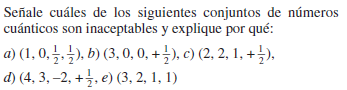 Señale cuáles de los siguientes conjuntos de números
cuánticos son inaceptables y explique por qué:
a) (1, 0, 1/2, 1/2), b) (3, 0, 0, +1/2), c) (2, 2, 1, +1/2),
d) (4, 3, –2, +1/2, e) (3, 2, 1, 1)